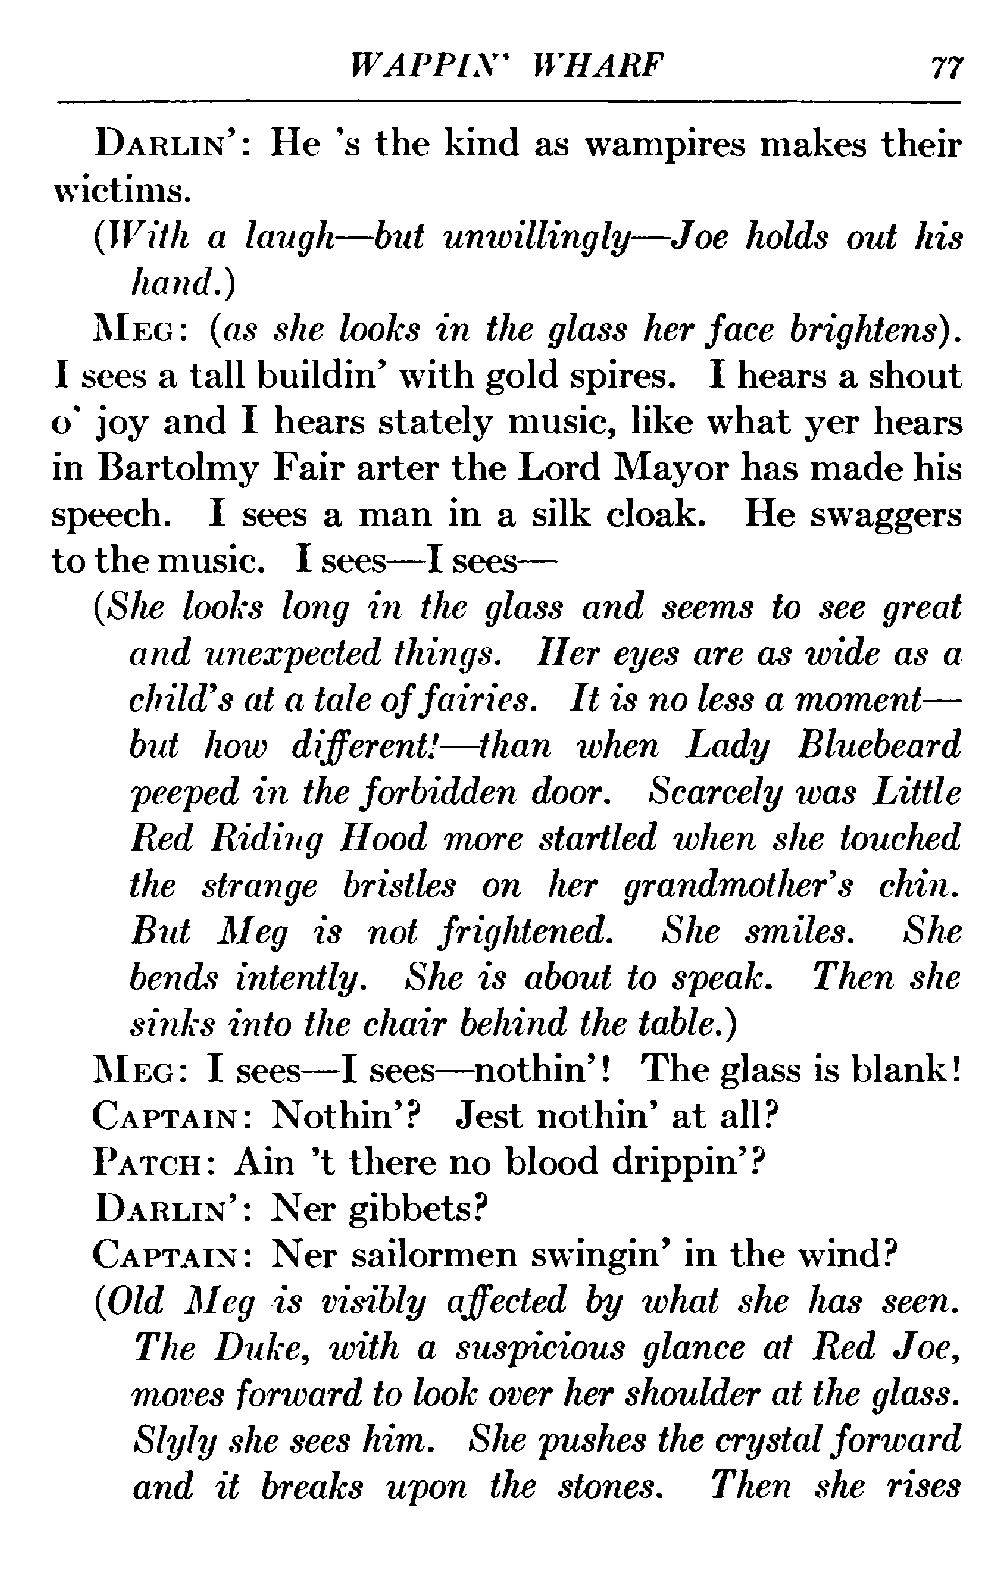 WAPPIN' WHARF 77
DARLIN': He 's the kind as wampires makes their
wictims.
(With a laugh—but unwillingly—Joe holds out his
hand.)
MEG: (as she looks in the glass her face brightens).
I sees a tall buildin' with gold spires. I hears a shout
o' joy and I hears stately music, like what yer hears
in Bartolmy Fair arter the Lord Mayor has made his
speech. I sees a man in a silk cloak. He swaggers
to the music. I sees—I sees—
(She looks long in the glass and seems to see great
and unexpected things. Her eyes are as wide as a
child's at a tale of fairies. It is no less a moment—
but how different!—than when Lady Bluebeard
peeped in the forbidden door. Scarcely was Little
Red Riding Hood more startled when she touched
the strange bristles on her grandmother's chin.
But Meg is not frightened. She smiles. She
bends intently. She is about to speak. Then she
sinks into the chair behind the table.)
MEG: I sees—I sees—nothin'! The glass is blank!
CAPTAIN: Nothin'? Jest nothin' at all?
PATCH: Ain 't there no blood drippin'?
DARLIN': Ner gibbets?
CAPTAIN: Ner sailormen swingin' in the wind?
(Old Meg is visibly affected by what she has seen.
The Duke, with a suspicious glance at Red Joe,
moves forward to look over her shoulder at the glass.
Slyly she sees him. She pushes the crystal forward
and it breaks upon the stones. Then she rises